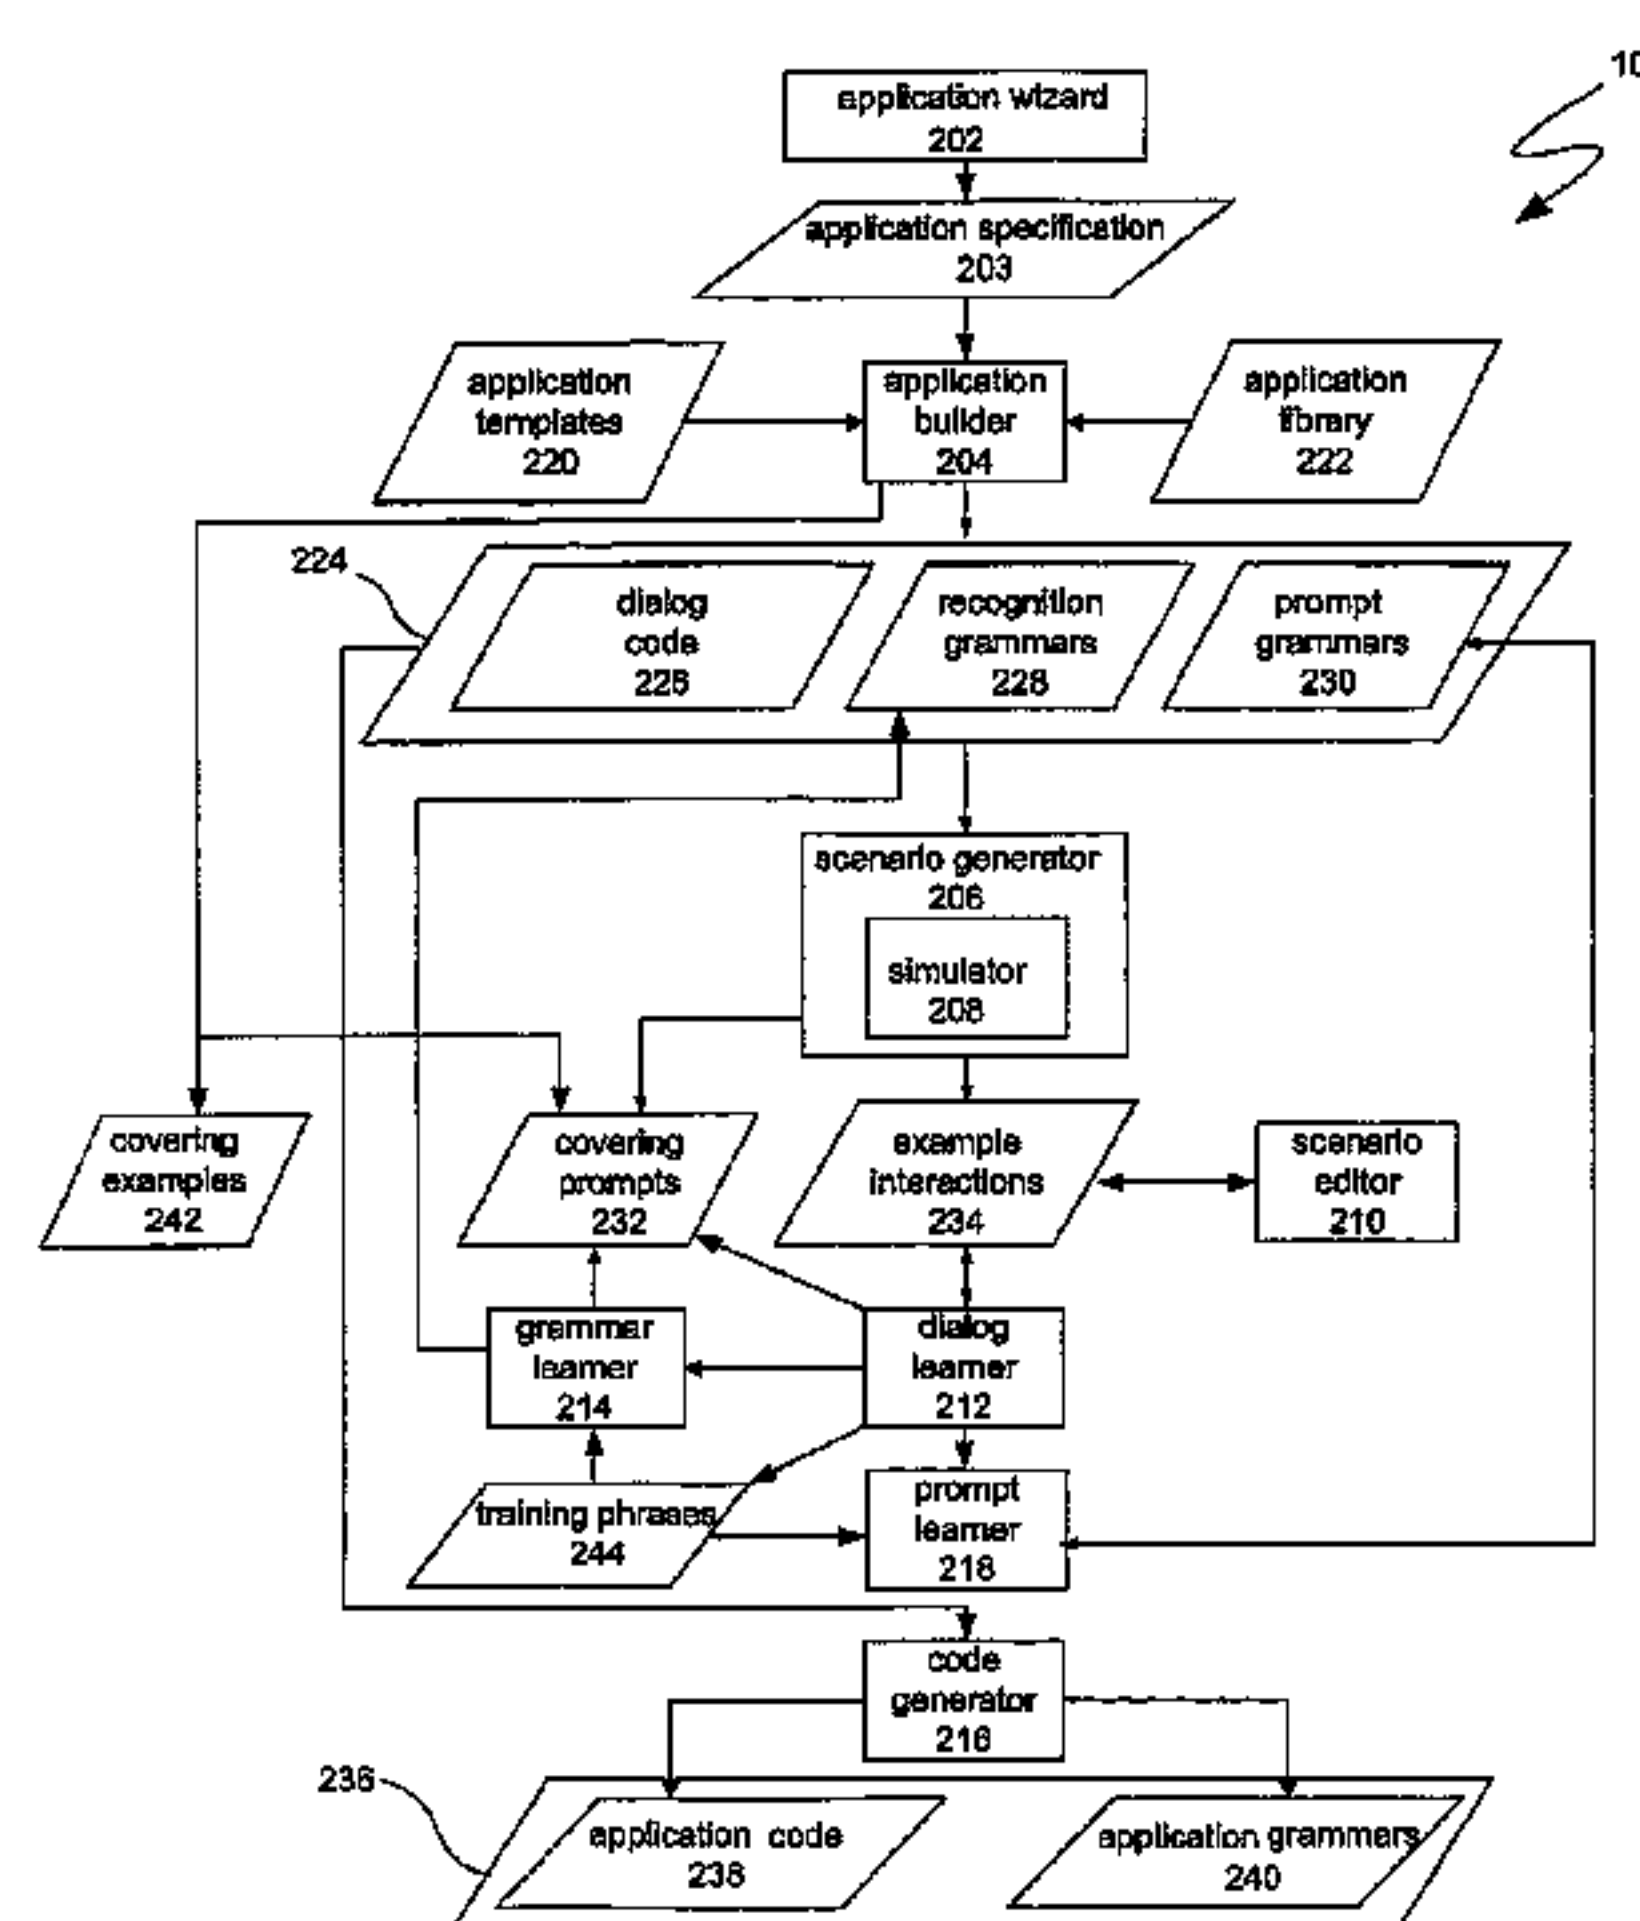 10
application wizard
202
application specification
203
application
templates
220
application
builder
204
application
library
222
224
dialog
code
226
recognition
grammars
228
prompt
grammars
230
scenario generator
206
simulator
208
covering
examples
242
covering
prompts
232
example
interactions
234
scenario
editor
210
grammar
learner
214
dialog
learner
212
training phrases
244
prompt
learner
218
code
generator
216
236
application code
238
application grammars
240